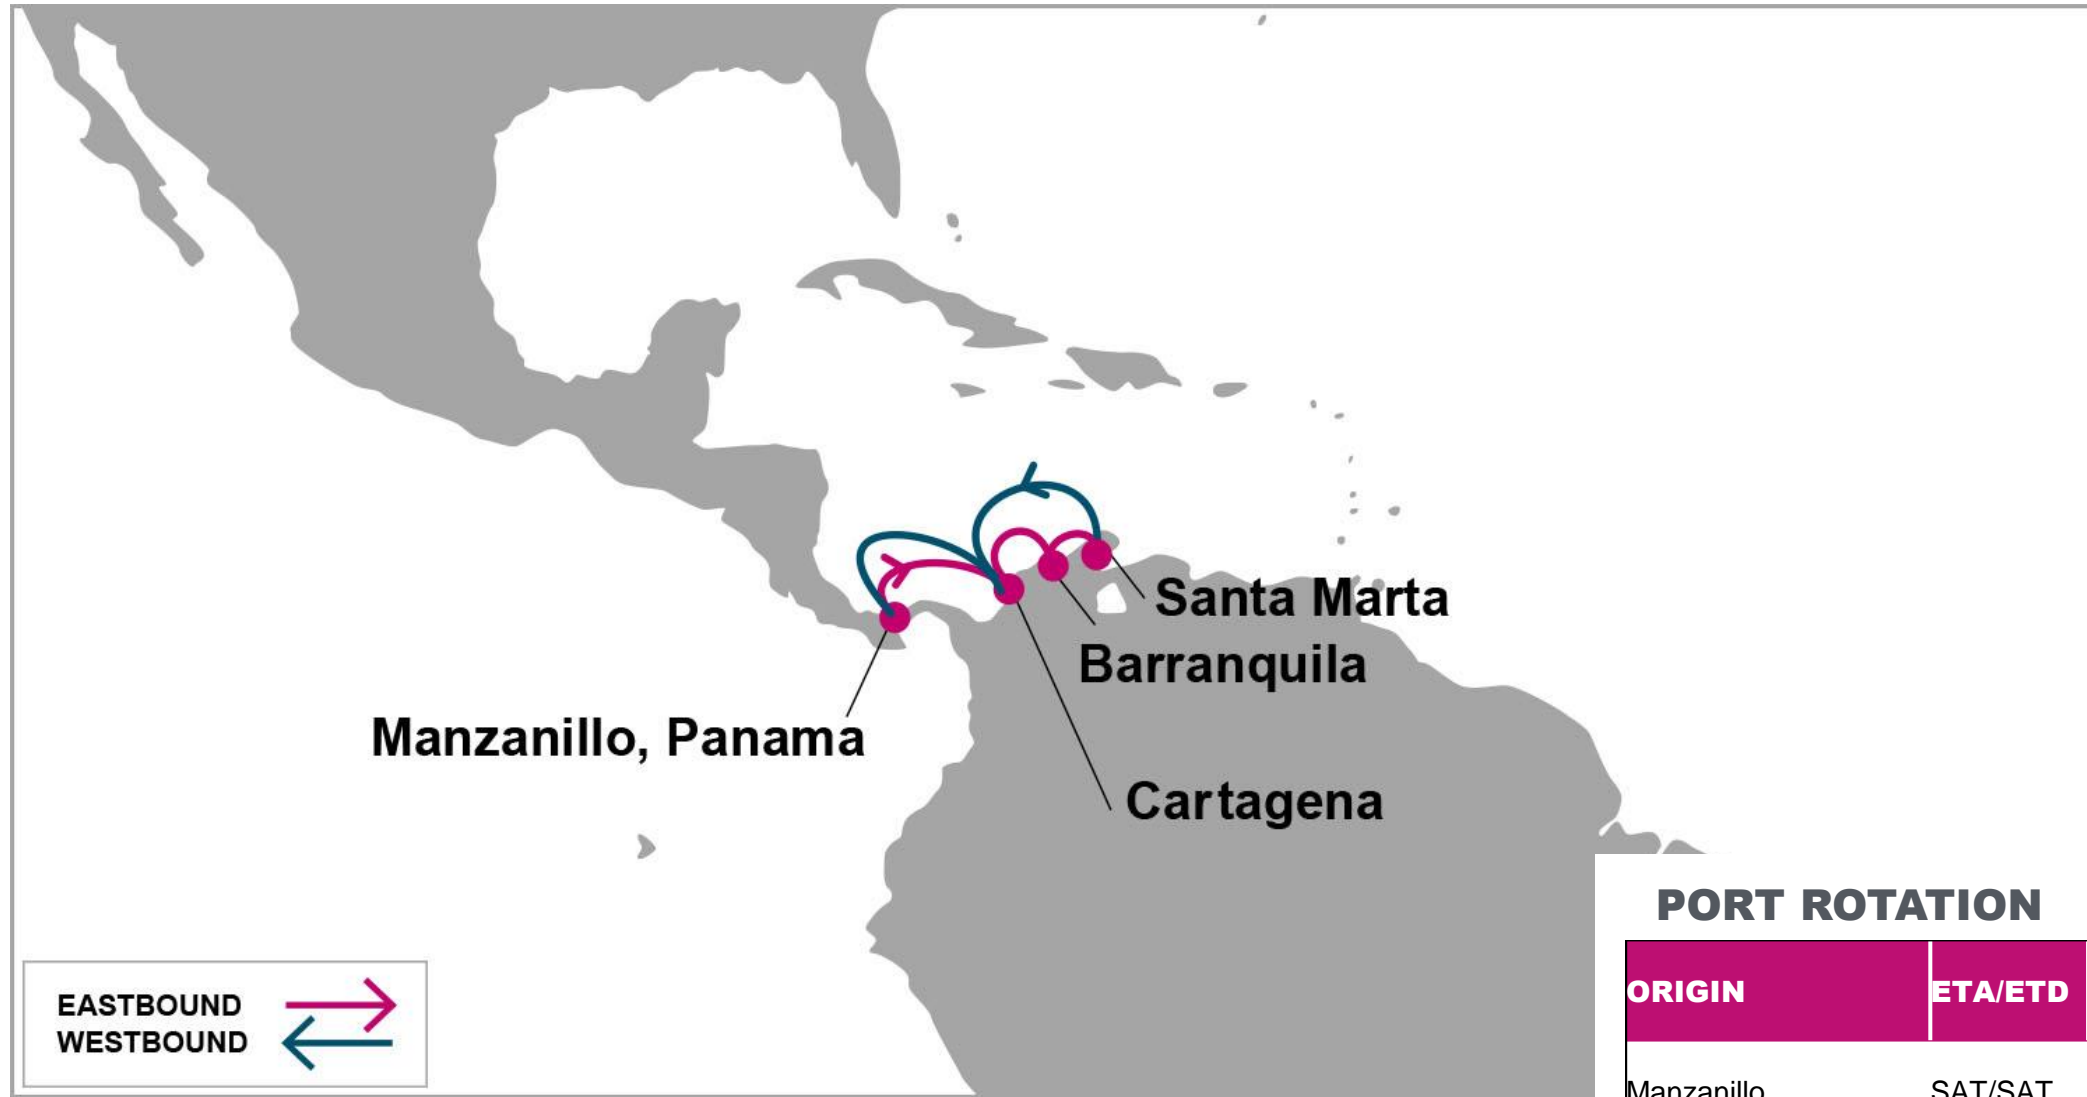 Santa Marta
Barranquila
Manzanillo, Panama
Cartagena
PORT ROTATION
ORIGIN ETA/ETD
EASTBOUND
WESTBOUND
Manzanillo SAT/SAT